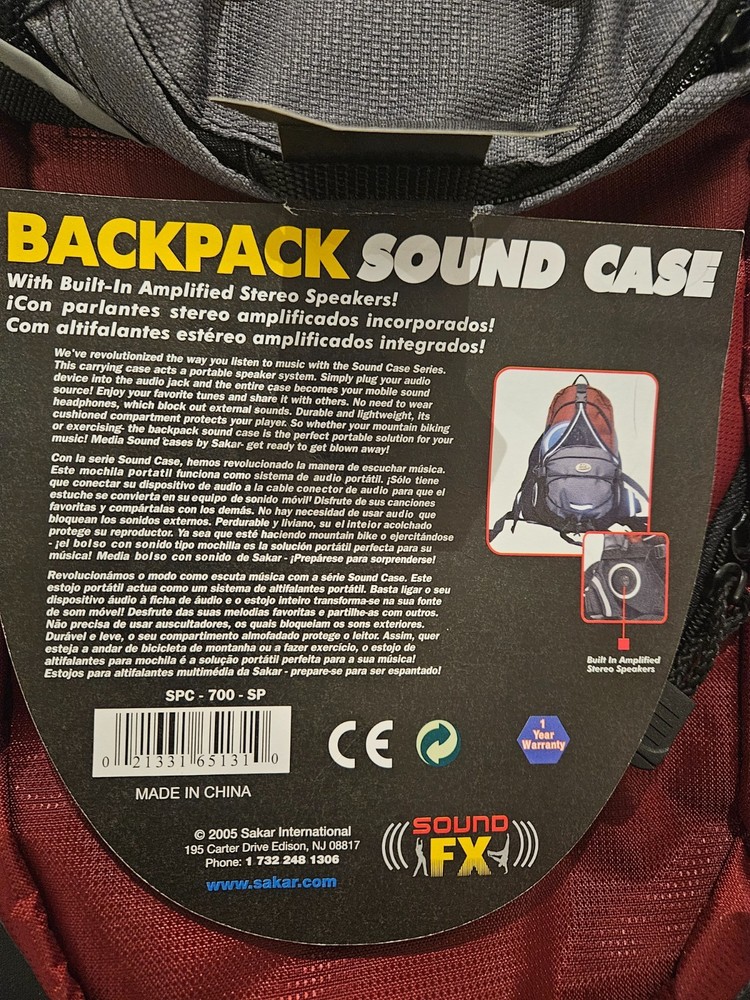 BACKPACK SOUND CASE
With Built-In Amplified Stereo Speakers!
¡Con parlantes stereo amplificados incorporados!
Com altifalantes estéreo amplificados integrados!
We've revolutionized the way you listen to music with the Sound Case Series.
This carrying case acts a portable speaker system. Simply plug your audio
device into the audio jack and the entire case becomes your mobile sound
source! Enjoy your favorite tunes and share it with others. No need to wear
headphones, which block out external sounds. Durable and lightweight, its
cushioned compartment protects your player. So whether your mountain biking
or exercising- the backpack sound case is the perfect portable solution for your
music! Media Sound cases by Sakar- get ready to get blown away!
Con la serie Sound Case, hemos revolucionado la manera de escuchar música.
Este mochila portatil funciona como sistema de audio portátil. ¡Sólo tiene
que conectar su dispositivo de audio a la cable conector de audio para que el
estuche se convierta en su equipo de sonido móvil! Disfrute de sus canciones
favoritas y compártalas con los demás. No hay necesidad de usar audio que
bloquean los sonidos externos. Perdurable y liviano, su el inteior acolchado
protege su reproductor. Ya sea que esté haciendo mountain bike o ejercitándose
- ¡el bolso con sonido tipo mochilla es la solución portátil perfecta para su
música! Media bolso con sonido de Sakar - ¡Prepárese para sorprenderse!
Revolucionámos o modo como escuta música com a série Sound Case. Este
estojo portátil actua como um sistema de altifalantes portátil. Basta ligar o seu
dispositivo áudio à ficha de áudio e o estojo inteiro transforma-se na sua fonte
de som móvel! Desfrute das suas melodias favoritas e partilhe-as com outros.
Não precisa de usar auscultadores, os quais bloqueiam os sons exteriores.
Durável e leve, o seu compartimento almofadado protege o leitor. Assim, quer
esteja a andar de bicicleta de montanha ou a fazer exercício, o estojo de
altifalantes para mochila é a solução portátil perfeita para a sua música!
Estojos para altifalantes multimédia da Sakar - prepare-se para ser espantado!
Built In Amplified
Stereo Speakers
SPC - 700 - SP
0 21331 65131 0
CE
1
Year
Warranty
MADE IN CHINA
© 2005 Sakar International
195 Carter Drive Edison, NJ 08817
Phone: 1 732 248 1306
www.sakar.com
SOUND
FX